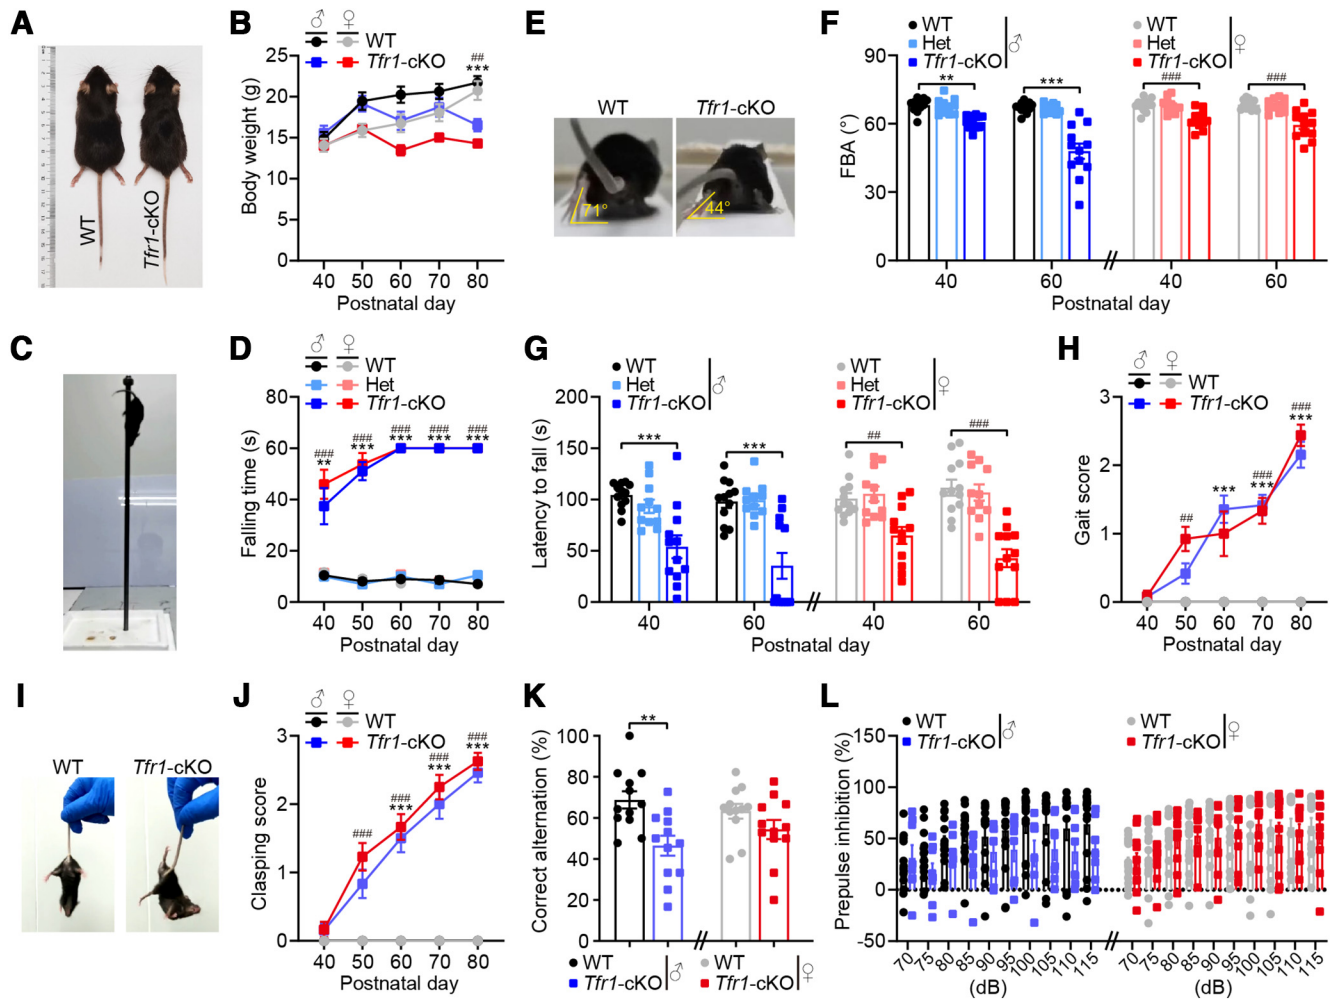 A
WT
Tfr1-cKO
B
♂ ♀
WT
Tfr1-cKO
##
***
Body weight (g)
25
20
15
10
5
0
40 50 60 70 80
Postnatal day
E
WT Tfr1-cKO
71° 44°
F
WT
Het
Tfr1-cKO
♂
WT
Het
Tfr1-cKO
♀
** *** ### ###
FBA (°)
90
60
30
0
40 60 40 60
Postnatal day
C
D
♂ ♀
WT
Het
Tfr1-cKO
### ### ### ### ###
** *** *** *** ***
Falling time (s)
80
60
40
20
0
40 50 60 70 80
Postnatal day
G
WT
Het
Tfr1-cKO
♂
WT
Het
Tfr1-cKO
♀
*** *** ## ###
Latency to fall (s)
200
150
100
50
0
40 60 40 60
Postnatal day
H
♂ ♀
WT
Tfr1-cKO
## *** ### *** ### ***
Gait score
3
2
1
0
40 50 60 70 80
Postnatal day
I
WT Tfr1-cKO
J
♂ ♀
WT
Tfr1-cKO
### ### *** ### *** ### ***
Clasping score
3
2
1
0
40 50 60 70 80
Postnatal day
K
**
Correct alternation (%)
100
80
60
40
20
0
WT
Tfr1-cKO
♂
WT
Tfr1-cKO
♀
L
WT
Tfr1-cKO
♂
WT
Tfr1-cKO
♀
Prepulse inhibition (%)
150
100
50
0
-50
70 75 80 85 90 95 100 105 110 115
70 75 80 85 90 95 100 105 110 115
(dB) (dB)